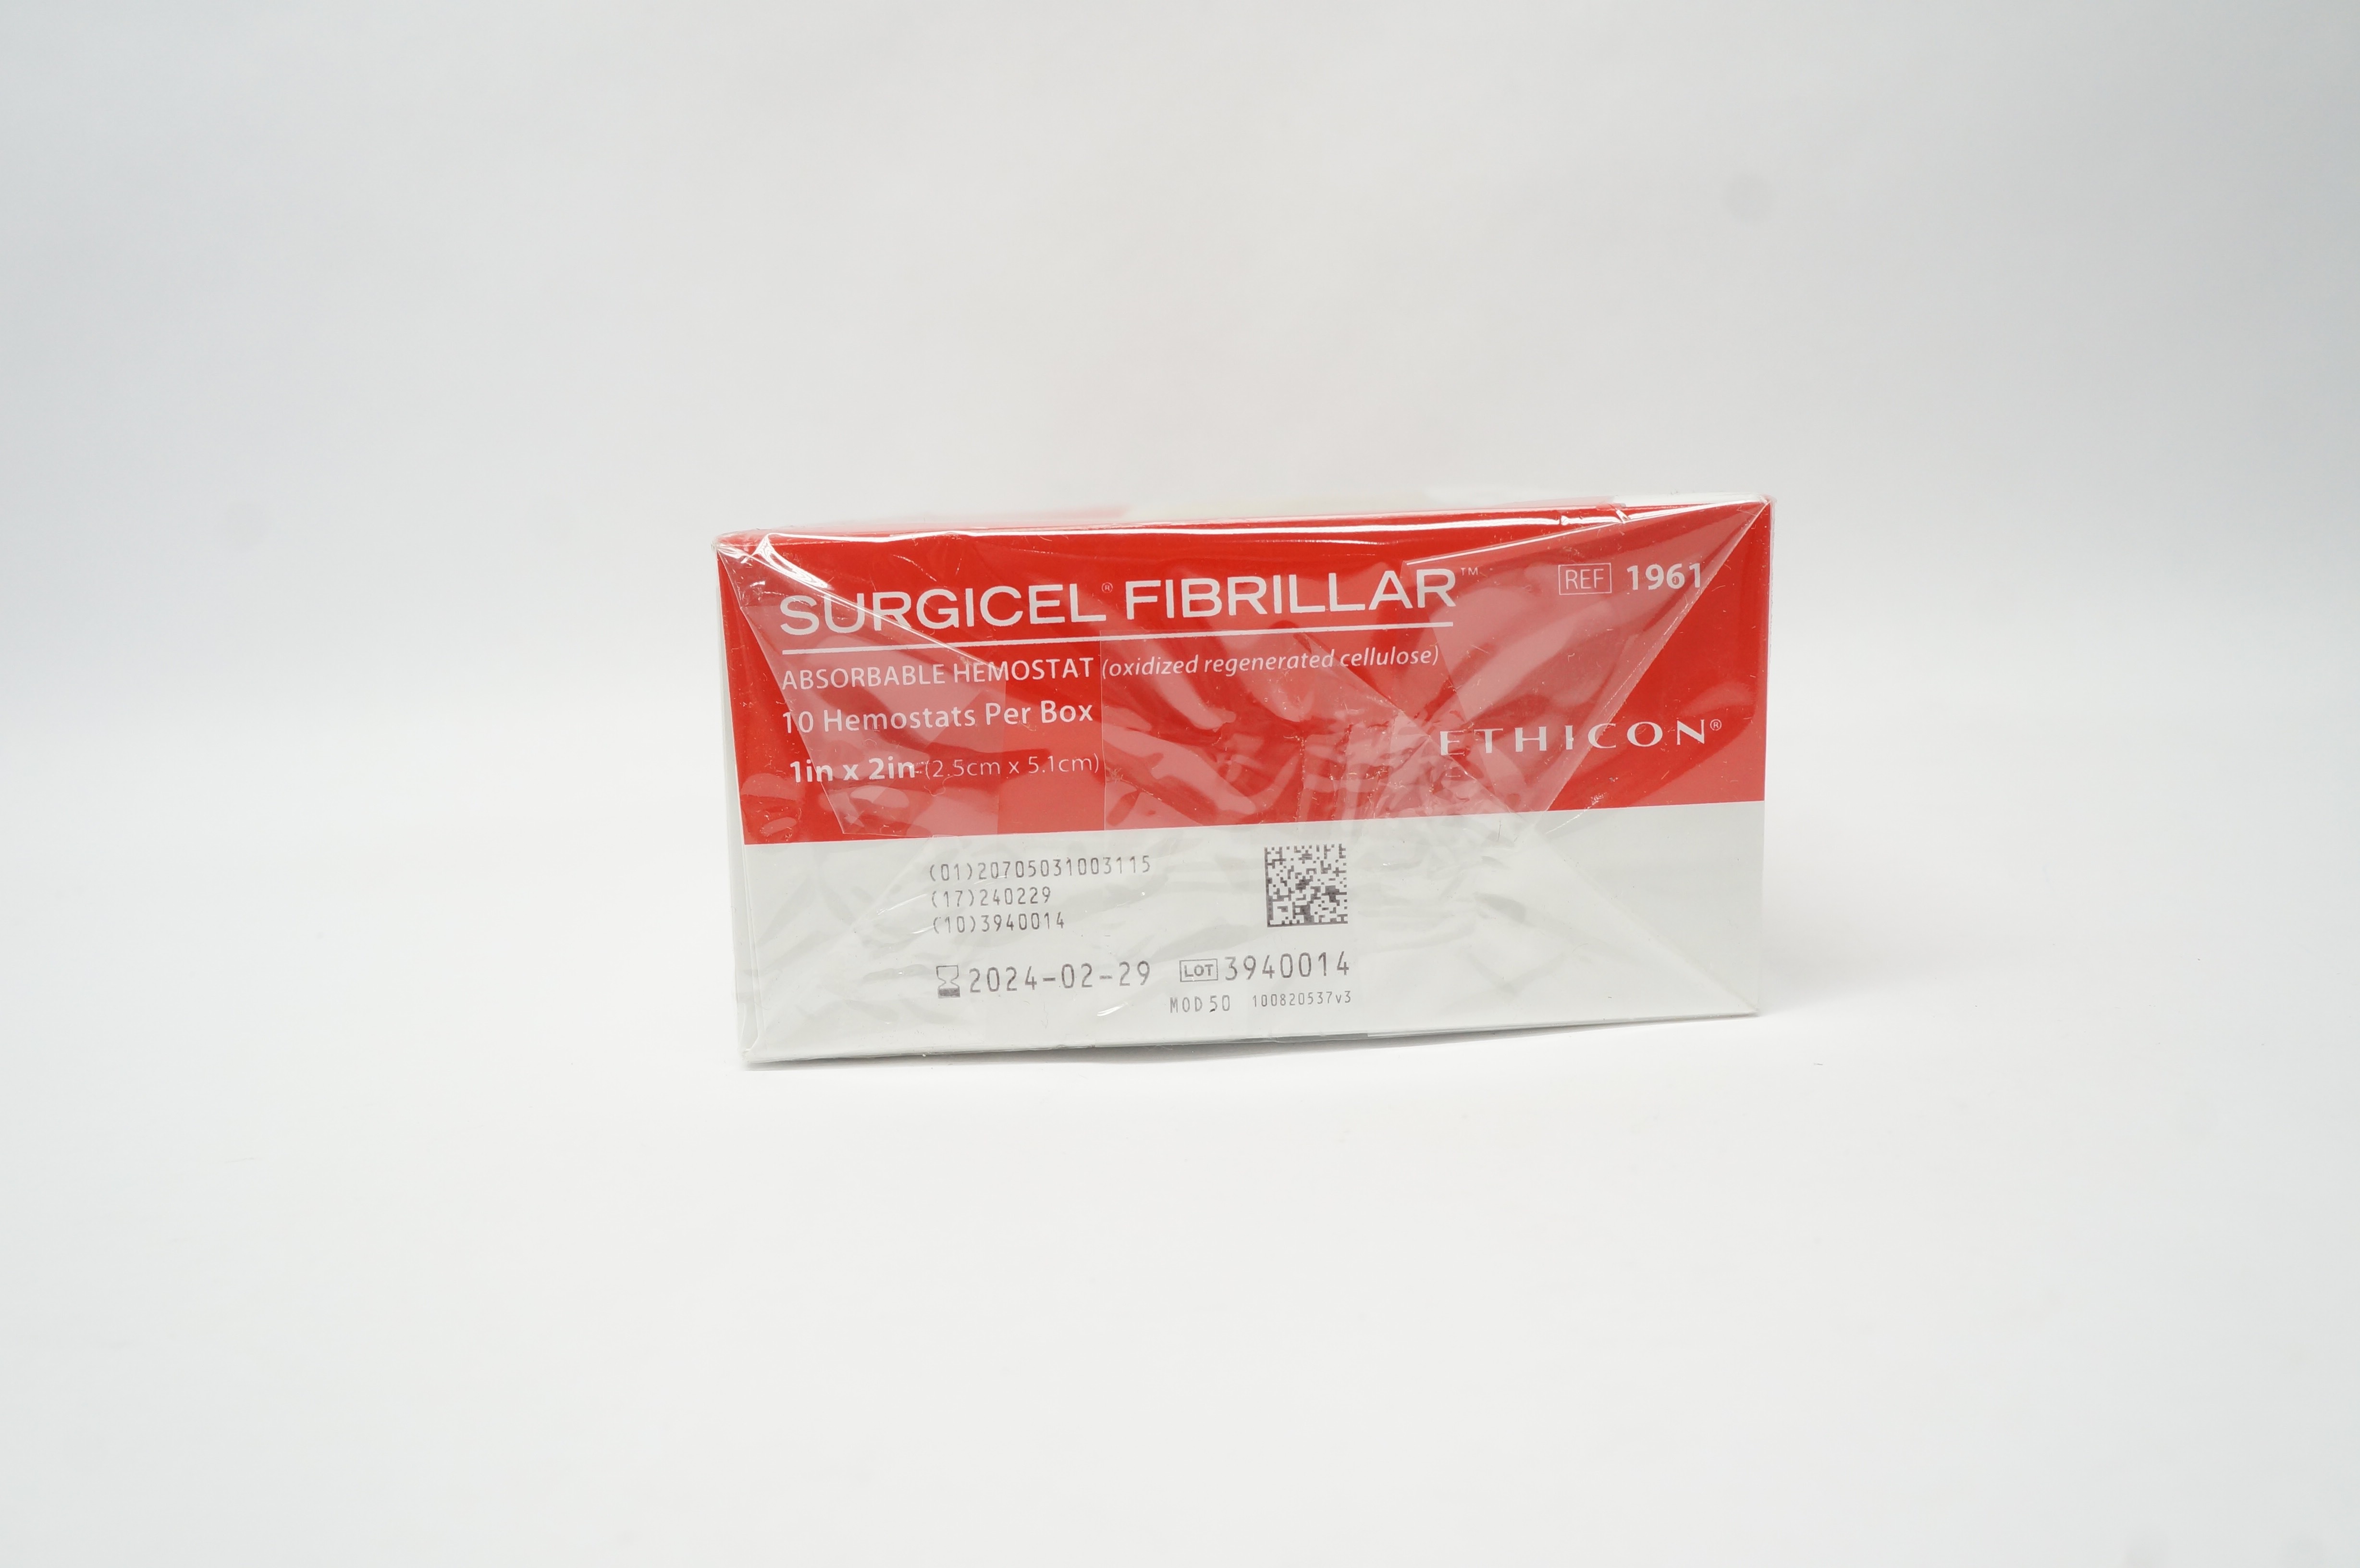 SURGICEL® FIBRILLAR™
REF 1961
ABSORBABLE HEMOSTAT (oxidized regenerated cellulose)
10 Hemostats Per Box
ETHICON®
1in x 2in (2.5cm x 5.1cm)
(01)20705031003115
(17)240229
(10)3940014
2024-02-29 LOT 3940014
MOD50 100820537v3